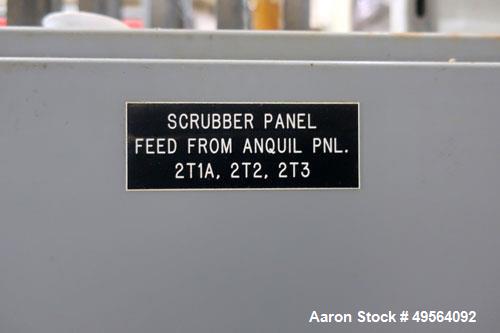 SCRUBBER PANEL
FEED FROM ANQUIL PNL.
2T1A, 2T2, 2T3
Aaron Stock # 49564092